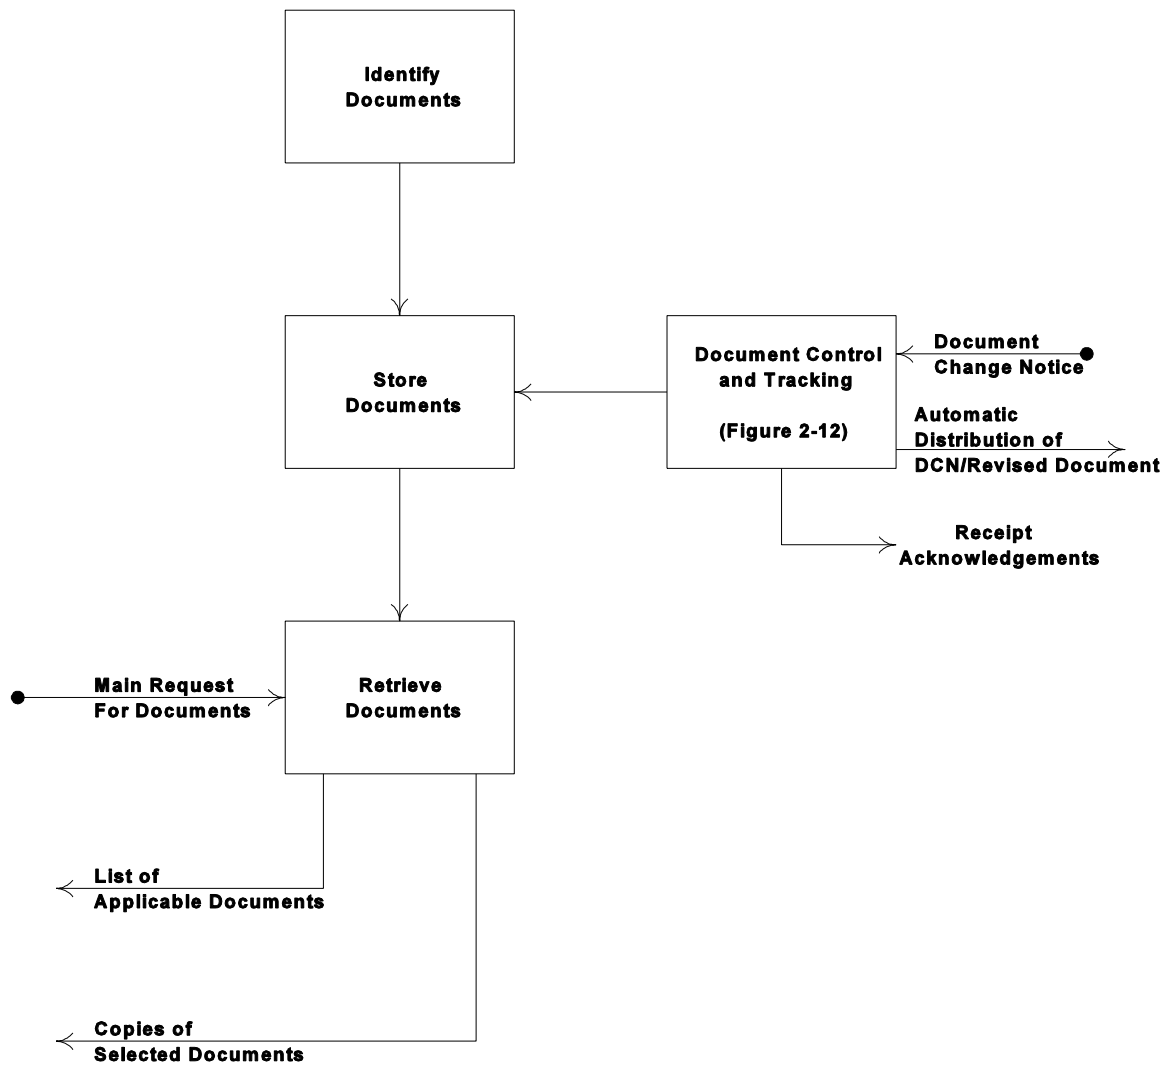 Identify
Documents
Store
Documents
Document Control
and Tracking
(Figure 2-12)
Document
Change Notice
Automatic
Distribution of
DCN/Revised Document
Receipt
Acknowledgements
Main Request
For Documents
Retrieve
Documents
List of
Applicable Documents
Copies of
Selected Documents